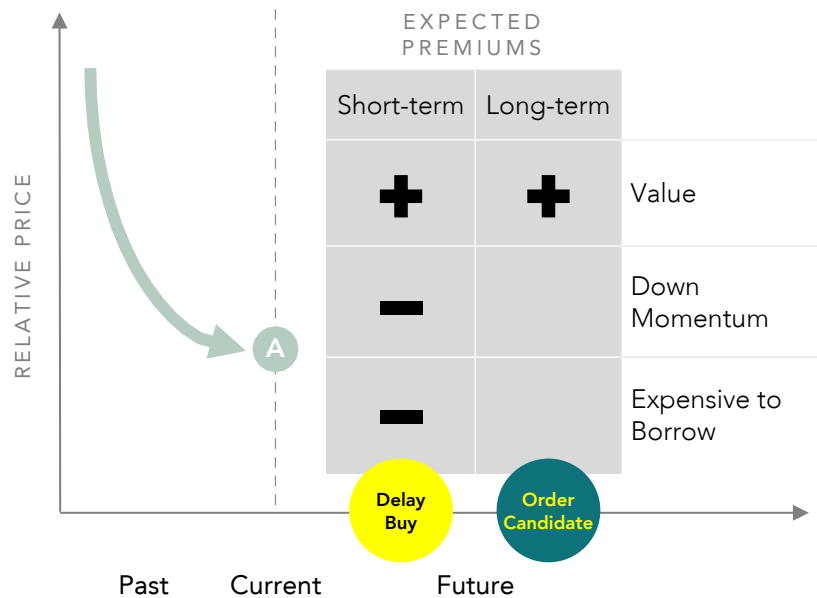 EXPECTED
PREMIUMS
Short-term Long-term
RELATIVE PRICE
Value
Down
Momentum
A
Expensive to
Borrow
Delay
Buy
Order
Candidate
Past Current Future